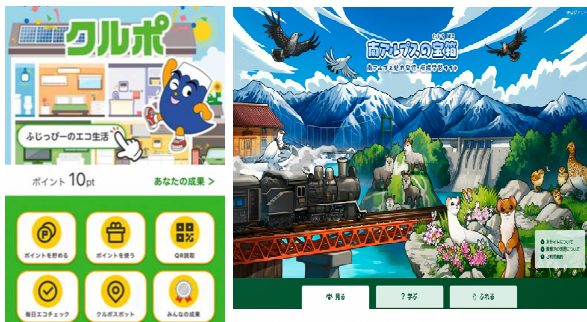 クルポ
ふじっぴーのエコ生活
ポイント 10pt
あなたの成果 >
ポイントを貯める
ポイントを使う
QR読取
毎日エコチェック
クルポスポット
みんなの成果
南アルプスの宝箱
見る
? 学ぶ
ふれる